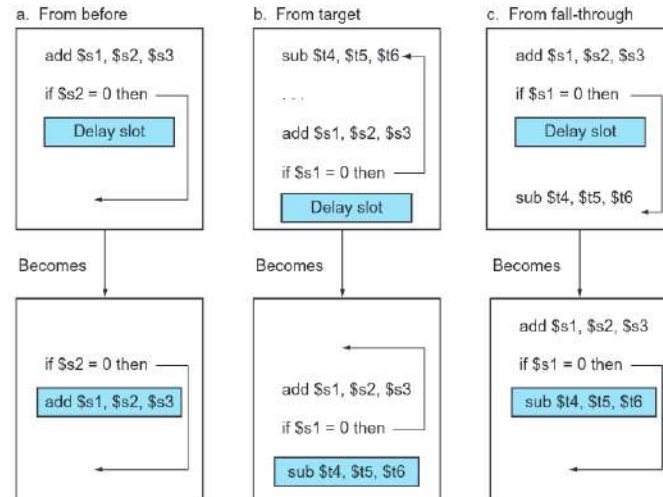 a. From before
add $s1, $s2, $s3
if $s2 = 0 then
Delay slot
Becomes
if $s2 = 0 then
add $s1, $s2, $s3
b. From target
sub $t4, $t5, $t6
. . .
add $s1, $s2, $s3
if $s1 = 0 then
Delay slot
Becomes
add $s1, $s2, $s3
if $s1 = 0 then
sub $t4, $t5, $t6
c. From fall-through
add $s1, $s2, $s3
if $s1 = 0 then
Delay slot
sub $t4, $t5, $t6
Becomes
add $s1, $s2, $s3
if $s1 = 0 then
sub $t4, $t5, $t6